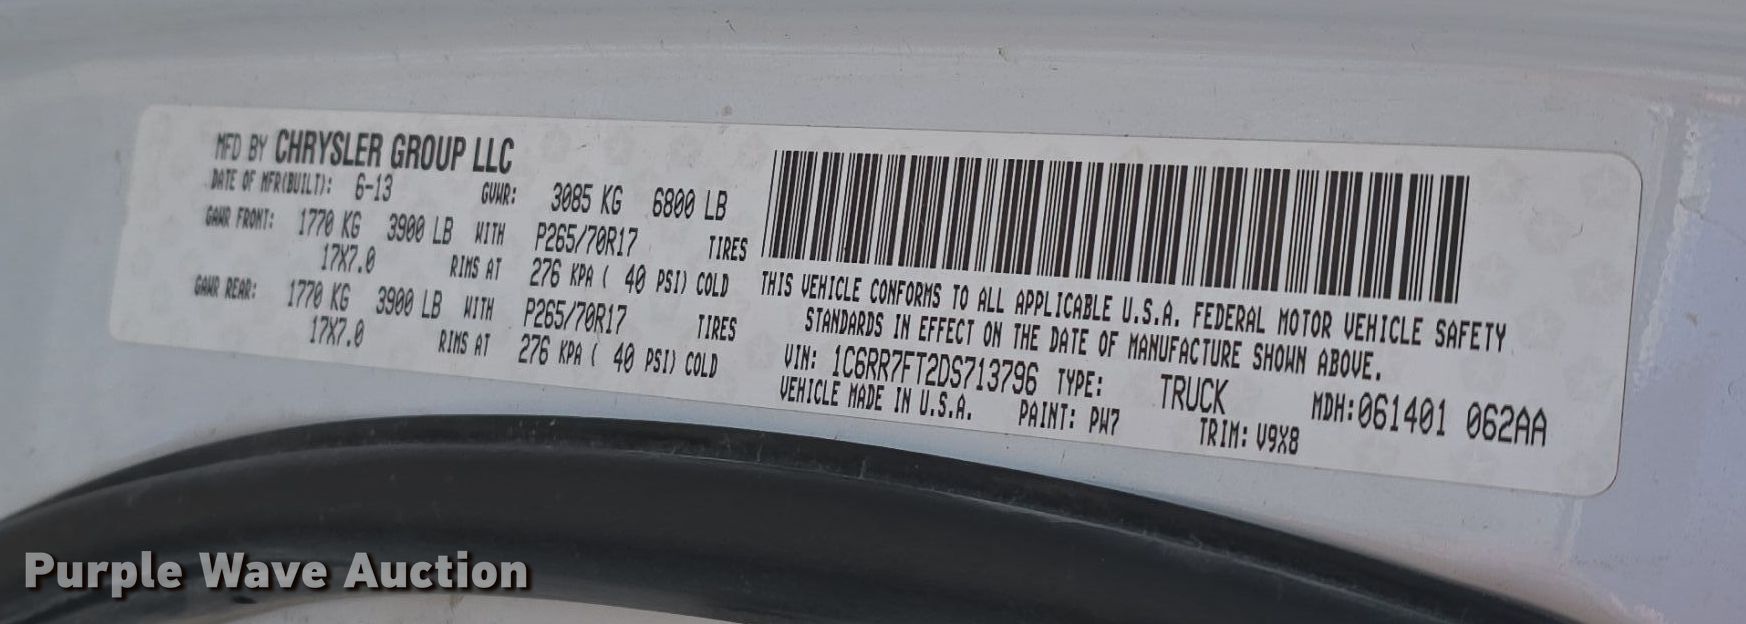 MFD BY CHRYSLER GROUP LLC
DATE OF MFR(BUILT): 6-13 GVWR: 3085 KG 6800 LB
GAWR FRONT: 1770 KG 3900 LB WITH P265/70R17 TIRES
17X7.0 RIMS AT 276 KPA ( 40 PSI) COLD
GAWR REAR: 1770 KG 3900 LB WITH P265/70R17 TIRES
17X7.0 RIMS AT 276 KPA ( 40 PSI) COLD
THIS VEHICLE CONFORMS TO ALL APPLICABLE U.S.A. FEDERAL MOTOR VEHICLE SAFETY
STANDARDS IN EFFECT ON THE DATE OF MANUFACTURE SHOWN ABOVE.
VIN: 1C6RR7FT2DS713796 TYPE: TRUCK MDH:061401 062AA
VEHICLE MADE IN U.S.A. PAINT: PW7 TRIM: V9X8
Purple Wave Auction